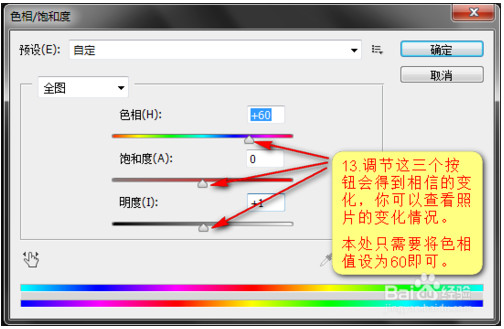 色相/饱和度
预设(E): 自定
确定
全图
取消
色相(H): +60
饱和度(A): 0
明度(I): +1
13.调节这三个按
钮会得到相信的变
化，你可以查看照
片的变化情况。
本处只需要将色相
值设为60即可。
Bai 经验